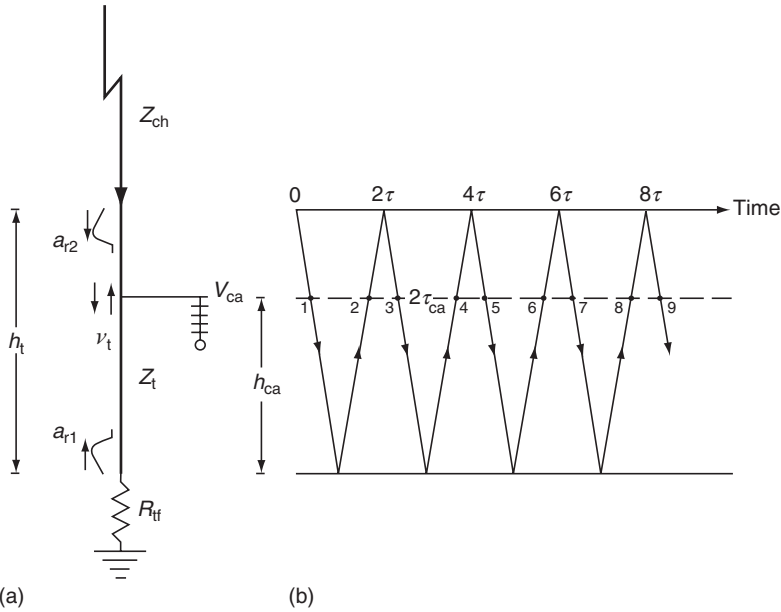 Z_ch
a_r2
V_ca
ν_t
h_t
Z_t
a_r1
R_tf
(a)
0 2τ 4τ 6τ 8τ Time
1 2 3 2τ_ca 4 5 6 7 8 9
h_ca
(b)